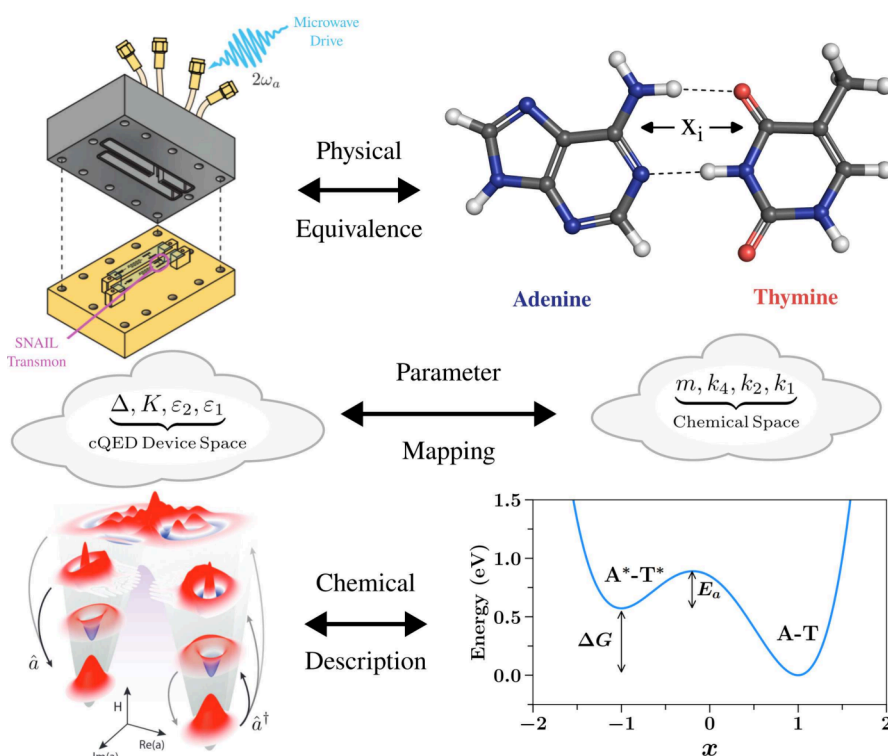 Microwave
Drive
2ω_a
SNAIL
Transmon
Physical
Equivalence
X_i
Adenine
Thymine
Δ, K, ε_2, ε_1
cQED Device Space
Parameter
Mapping
m, k_4, k_2, k_1
Chemical Space
â
H
Re(a)
Im(a)
â†
Chemical
Description
Energy (eV)
1.5
1.0
0.5
0.0
A*-T*
E_a
ΔG
A-T
−2
−1
0
1
2
x